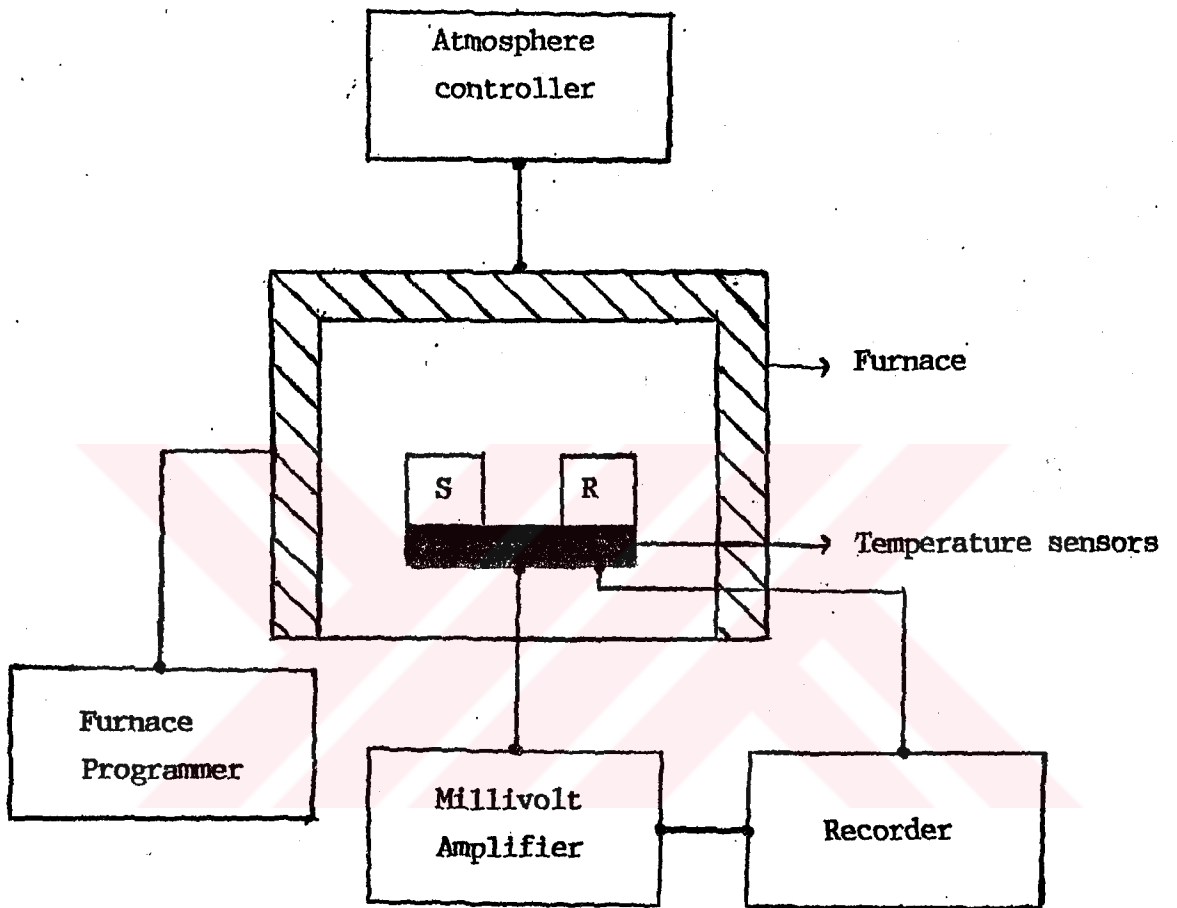 Atmosphere
controller
Furnace
S
R
Temperature sensors
Furnace
Programmer
Millivolt
Amplifier
Recorder